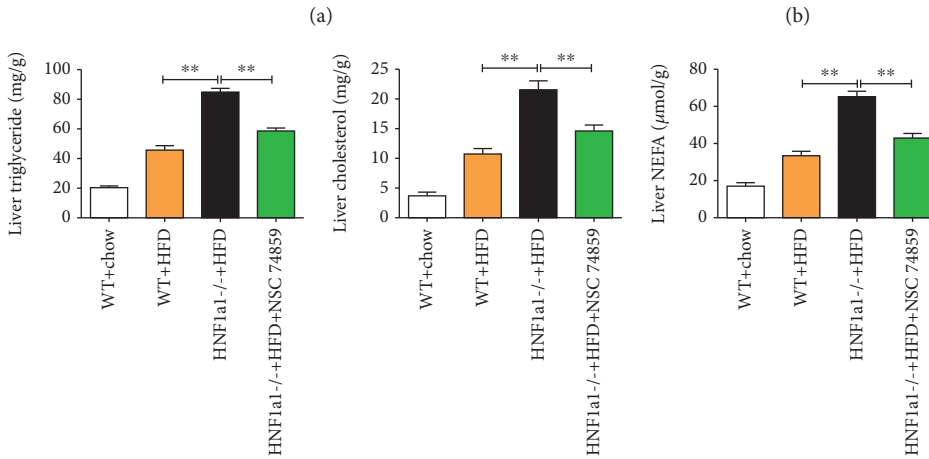 (a)
(b)
Liver triglyceride (mg/g)
100
80
60
40
20
0
** **
WT+chow
WT+HFD
HNF1a1-/-+HFD
HNF1a1-/-+HFD+NSC 74859
Liver cholesterol (mg/g)
25
20
15
10
5
0
** **
WT+chow
WT+HFD
HNF1a1-/-+HFD
HNF1a1-/-+HFD+NSC 74859
Liver NEFA (μmol/g)
80
60
40
20
0
** **
WT+chow
WT+HFD
HNF1a1-/-+HFD
HNF1a1-/-+HFD+NSC 74859